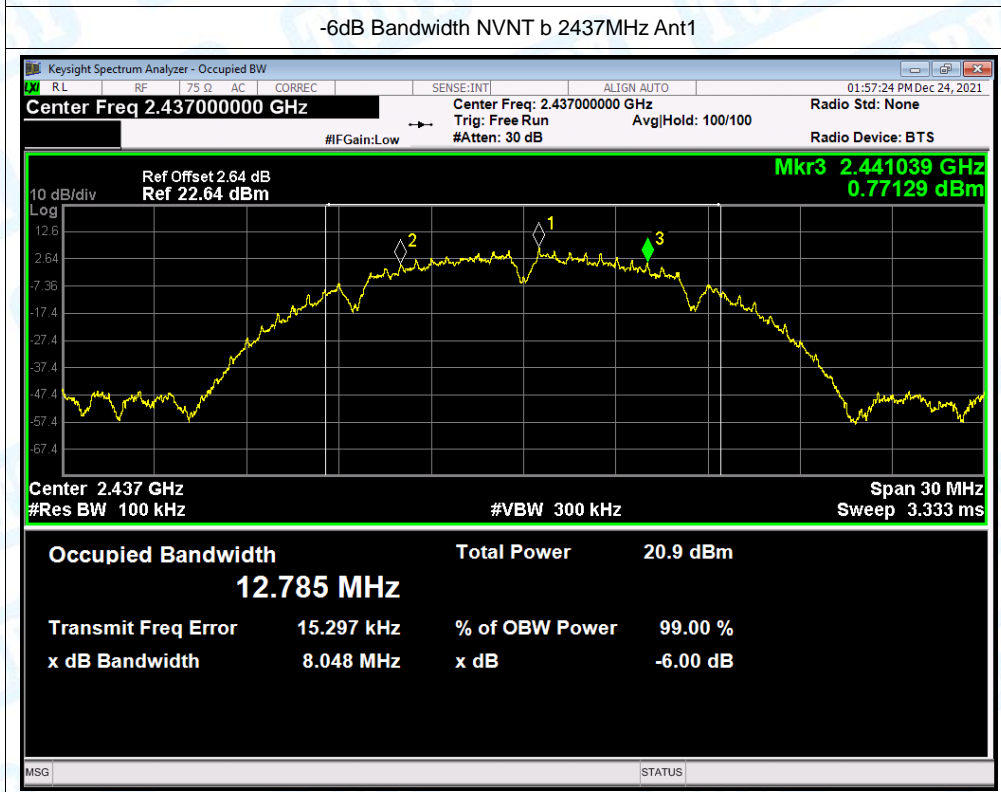 -6dB Bandwidth NVNT b 2437MHz Ant1
Keysight Spectrum Analyzer - Occupied BW
LXI RL RF 75 Ω AC CORREC SENSE:INT ALIGN AUTO 01:57:24 PM Dec 24, 2021
Center Freq 2.437000000 GHz
Center Freq: 2.437000000 GHz Radio Std: None
Trig: Free Run Avg|Hold: 100/100
#IFGain:Low #Atten: 30 dB Radio Device: BTS
Mkr3 2.441039 GHz
0.77129 dBm
Ref Offset 2.64 dB
10 dB/div Ref 22.64 dBm
Log
12.6
2.64
-7.36
-17.4
-27.4
-37.4
-47.4
-57.4
-67.4
2
1
3
Center 2.437 GHz Span 30 MHz
#Res BW 100 kHz #VBW 300 kHz Sweep 3.333 ms
Occupied Bandwidth Total Power 20.9 dBm
12.785 MHz
Transmit Freq Error 15.297 kHz % of OBW Power 99.00 %
x dB Bandwidth 8.048 MHz x dB -6.00 dB
MSG STATUS